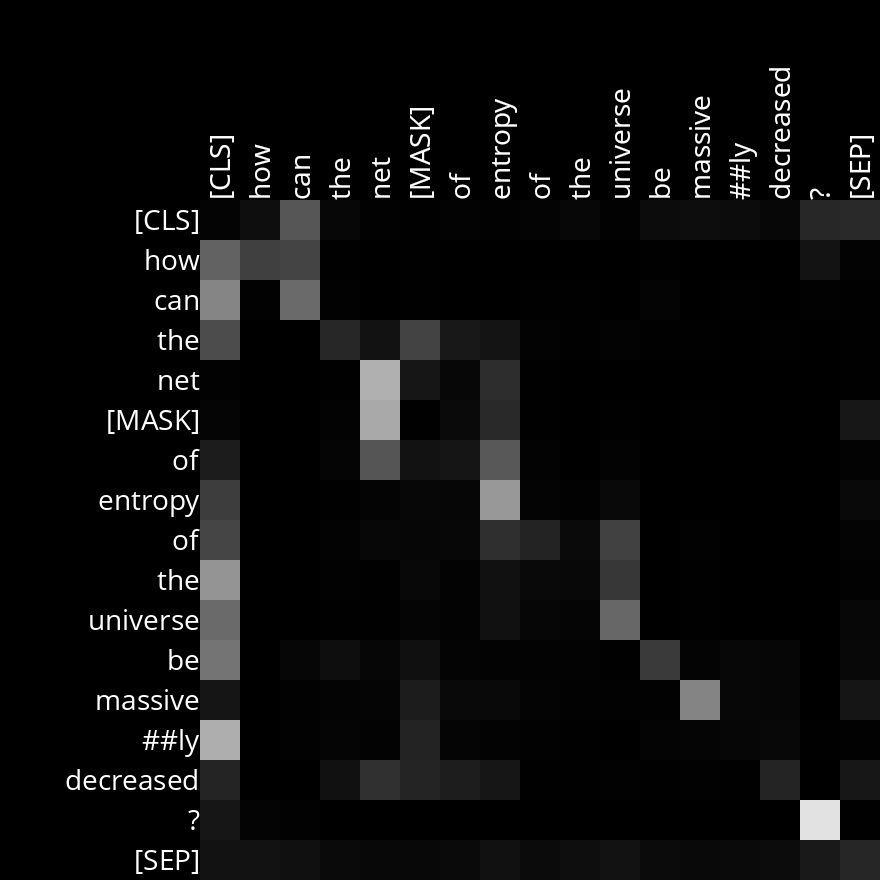 [CLS] how can the net [MASK] of entropy of the universe be massive ##ly decreased ? [SEP]
[CLS]
how
can
the
net
[MASK]
of
entropy
of
the
universe
be
massive
##ly
decreased
?
[SEP]